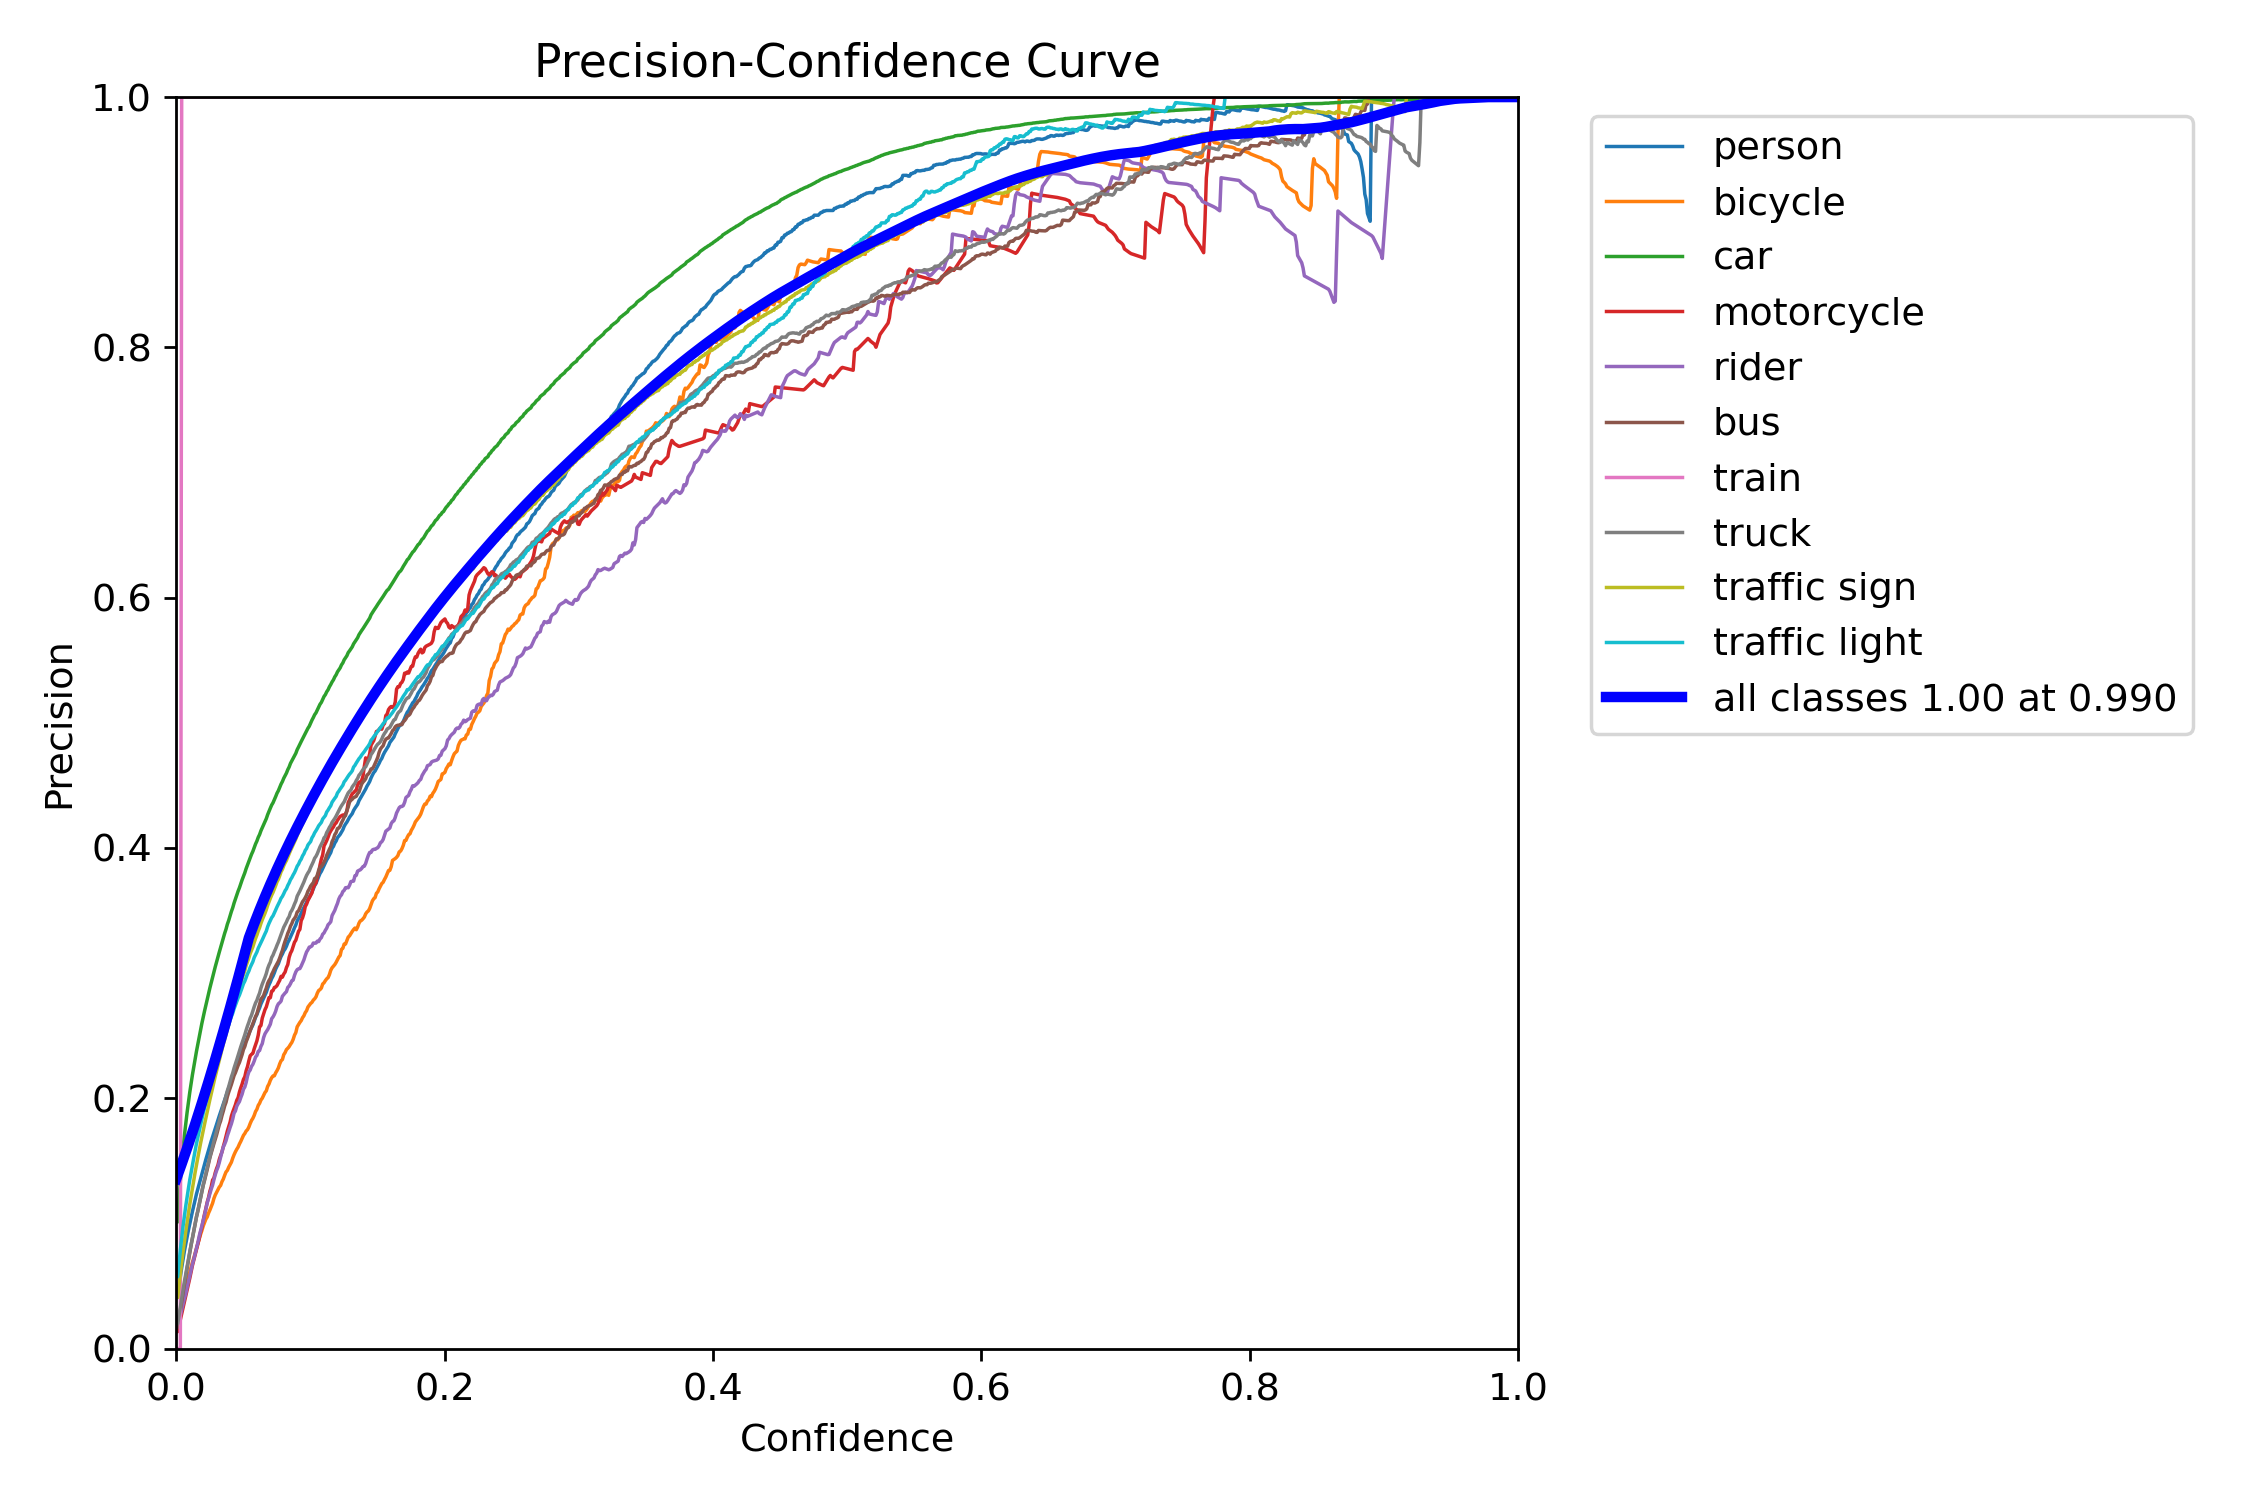 Precision-Confidence Curve
1.0
0.8
0.6
0.4
0.2
0.0
Precision
0.0 0.2 0.4 0.6 0.8 1.0
Confidence
person
bicycle
car
motorcycle
rider
bus
train
truck
traffic sign
traffic light
all classes 1.00 at 0.990